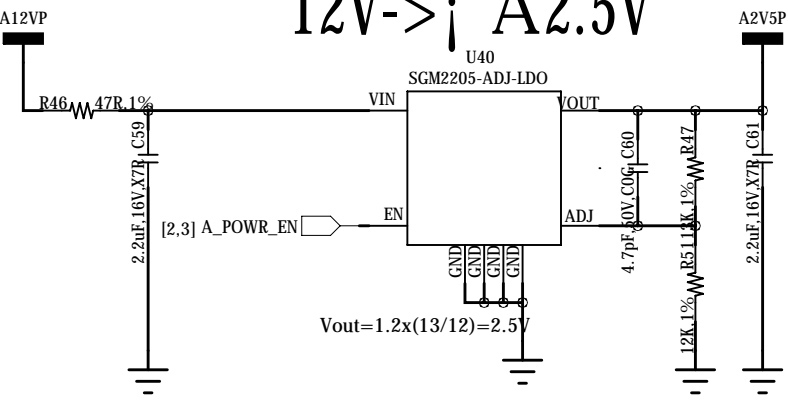 12V->¡ A2.5V
A12VP
A2V5P
U40
SGM2205-ADJ-LDO
R46
47R,1%
VIN
VOUT
2.2uF,16V,X7R
C59
4.7pF,50V,C0G
C60
R47
13K,1%
2.2uF,16V,X7R
C61
[2,3] A_POWR_EN
EN
ADJ
R51
12K,1%
GND
GND
GND
GND
Vout=1.2x(13/12)=2.5V